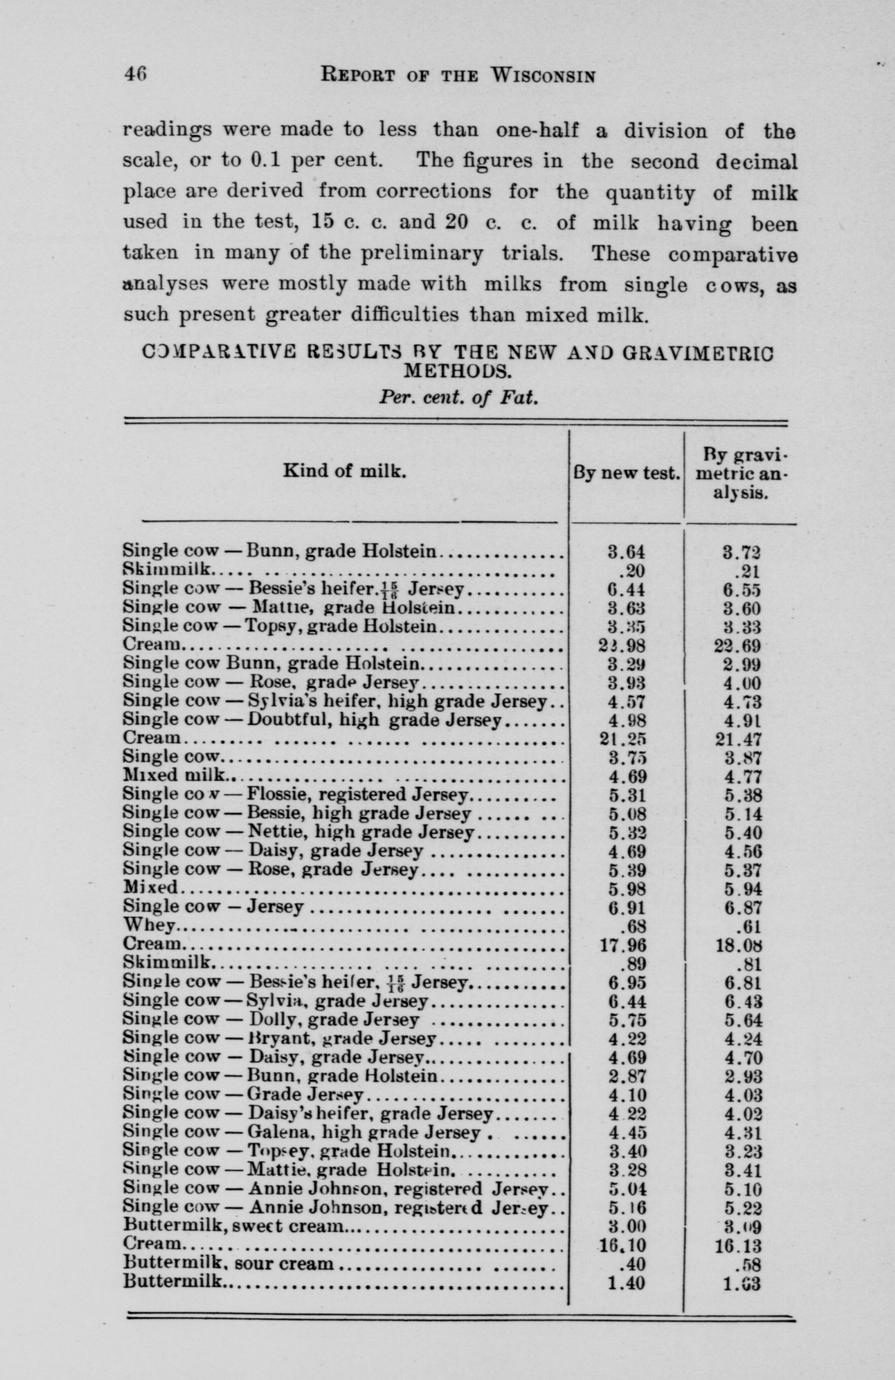 46 REPORT OF THE WISCONSIN
readings were made to less than one-half a division of the
scale, or to 0.1 per cent. The figures in the second decimal
place are derived from corrections for the quantity of milk
used in the test, 15 c. c. and 20 c. c. of milk having been
taken in many of the preliminary trials. These comparative
analyses were mostly made with milks from single cows, as
such present greater difficulties than mixed milk.
COMPARATIVE RESULTS BY THE NEW AND GRAVIMETRIC
METHODS.
Per. cent. of Fat.
Kind of milk. By new test. By gravi-
metric an-
alysis.
Single cow — Bunn, grade Holstein 3.64 3.72
Skimmilk .20 .21
Single cow — Bessie's heifer. 15/16 Jersey 6.44 6.55
Single cow — Mattie, grade Holstein 3.63 3.60
Single cow — Topsy, grade Holstein 3.35 3.33
Cream 22.69
Single cow Bunn, grade Holstein 3.29 2.99
Single cow — Rose, grade Jersey 3.93 4.00
Single cow — Sylvia's heifer, high grade Jersey 4.57 4.73
Single cow — Doubtful, high grade Jersey 4.98 4.91
Cream 21.25 21.47
Single cow 3.75 3.87
Mixed milk 4.69 4.77
Single cow — Flossie, registered Jersey 5.31 5.38
Single cow — Bessie, high grade Jersey 5.08 5.14
Single cow — Nettie, high grade Jersey 5.32 5.40
Single cow — Daisy, grade Jersey 4.69 4.56
Single cow — Rose, grade Jersey 5.39 5.37
Mixed 5.98 5.94
Single cow – Jersey 6.91 6.87
Whey .68 .61
Cream 17.96 18.08
Skimmilk .89 .81
Single cow — Bessie's heifer, 15/16 Jersey 6.95 6.81
Single cow — Sylvia, grade Jersey 6.44 6.43
Single cow — Dolly, grade Jersey 5.75 5.64
Single cow — Bryant, grade Jersey 4.22 4.24
Single cow — Daisy, grade Jersey 4.69 4.70
Single cow — Bunn, grade Holstein 2.87 2.93
Single cow — Grade Jersey 4.10 4.03
Single cow — Daisy's heifer, grade Jersey 4 22 4.02
Single cow — Galena, high grade Jersey 4.45 4.31
Single cow — Topsey, grade Holstein 3.40 3.23
Single cow — Mattie, grade Holstein 3.28 3.41
Single cow — Annie Johnson, registered Jersey 5.04 5.10
Single cow — Annie Johnson, registered Jersey 5.16 5.22
Buttermilk, sweet cream 3.00 3.09
Cream 16.10 16.13
Buttermilk, sour cream .40 .58
Buttermilk 1.40